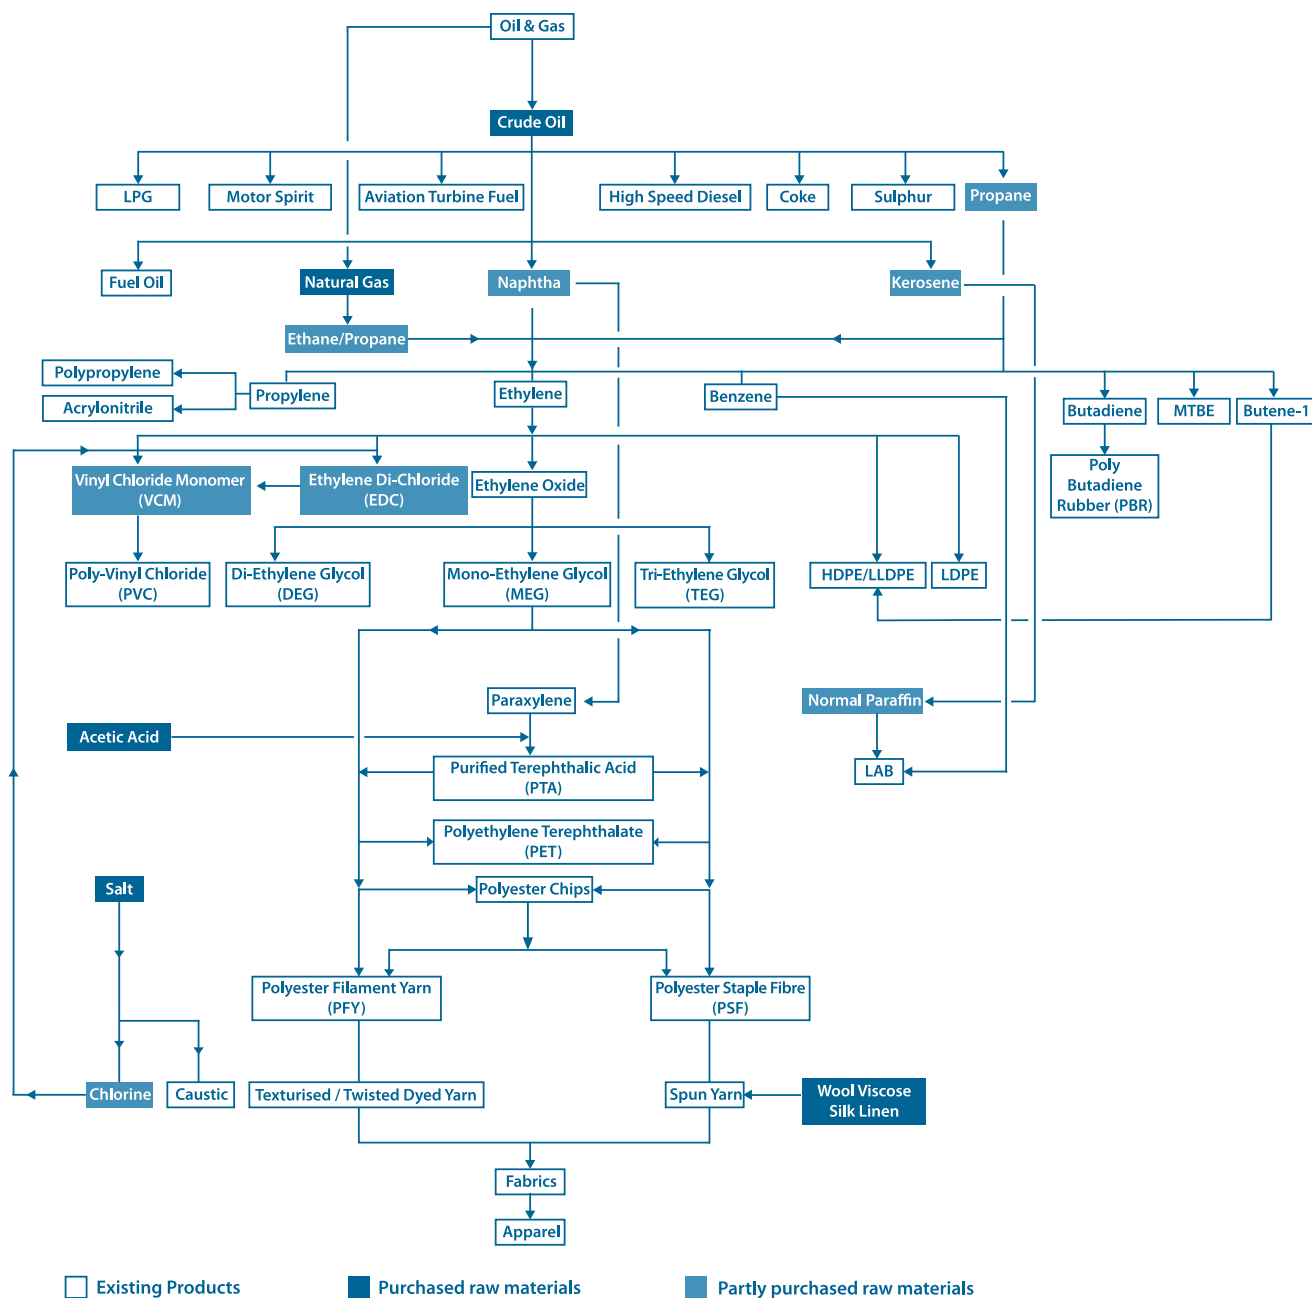 Oil & Gas
Crude Oil
LPG
Motor Spirit
Aviation Turbine Fuel
High Speed Diesel
Coke
Sulphur
Propane
Fuel Oil
Natural Gas
Naphtha
Kerosene
Ethane/Propane
Polypropylene
Propylene
Ethylene
Benzene
Acrylonitrile
Butadiene
MTBE
Butene-1
Vinyl Chloride Monomer
(VCM)
Ethylene Di-Chloride
(EDC)
Ethylene Oxide
Poly
Butadiene
Rubber (PBR)
Poly-Vinyl Chloride
(PVC)
Di-Ethylene Glycol
(DEG)
Mono-Ethylene Glycol
(MEG)
Tri-Ethylene Glycol
(TEG)
HDPE/LLDPE
LDPE
Paraxylene
Normal Paraffin
Acetic Acid
Purified Terephthalic Acid
(PTA)
LAB
Polyethylene Terephthalate
(PET)
Salt
Polyester Chips
Polyester Filament Yarn
(PFY)
Polyester Staple Fibre
(PSF)
Chlorine
Caustic
Texturised / Twisted Dyed Yarn
Spun Yarn
Wool Viscose
Silk Linen
Fabrics
Apparel
Existing Products
Purchased raw materials
Partly purchased raw materials